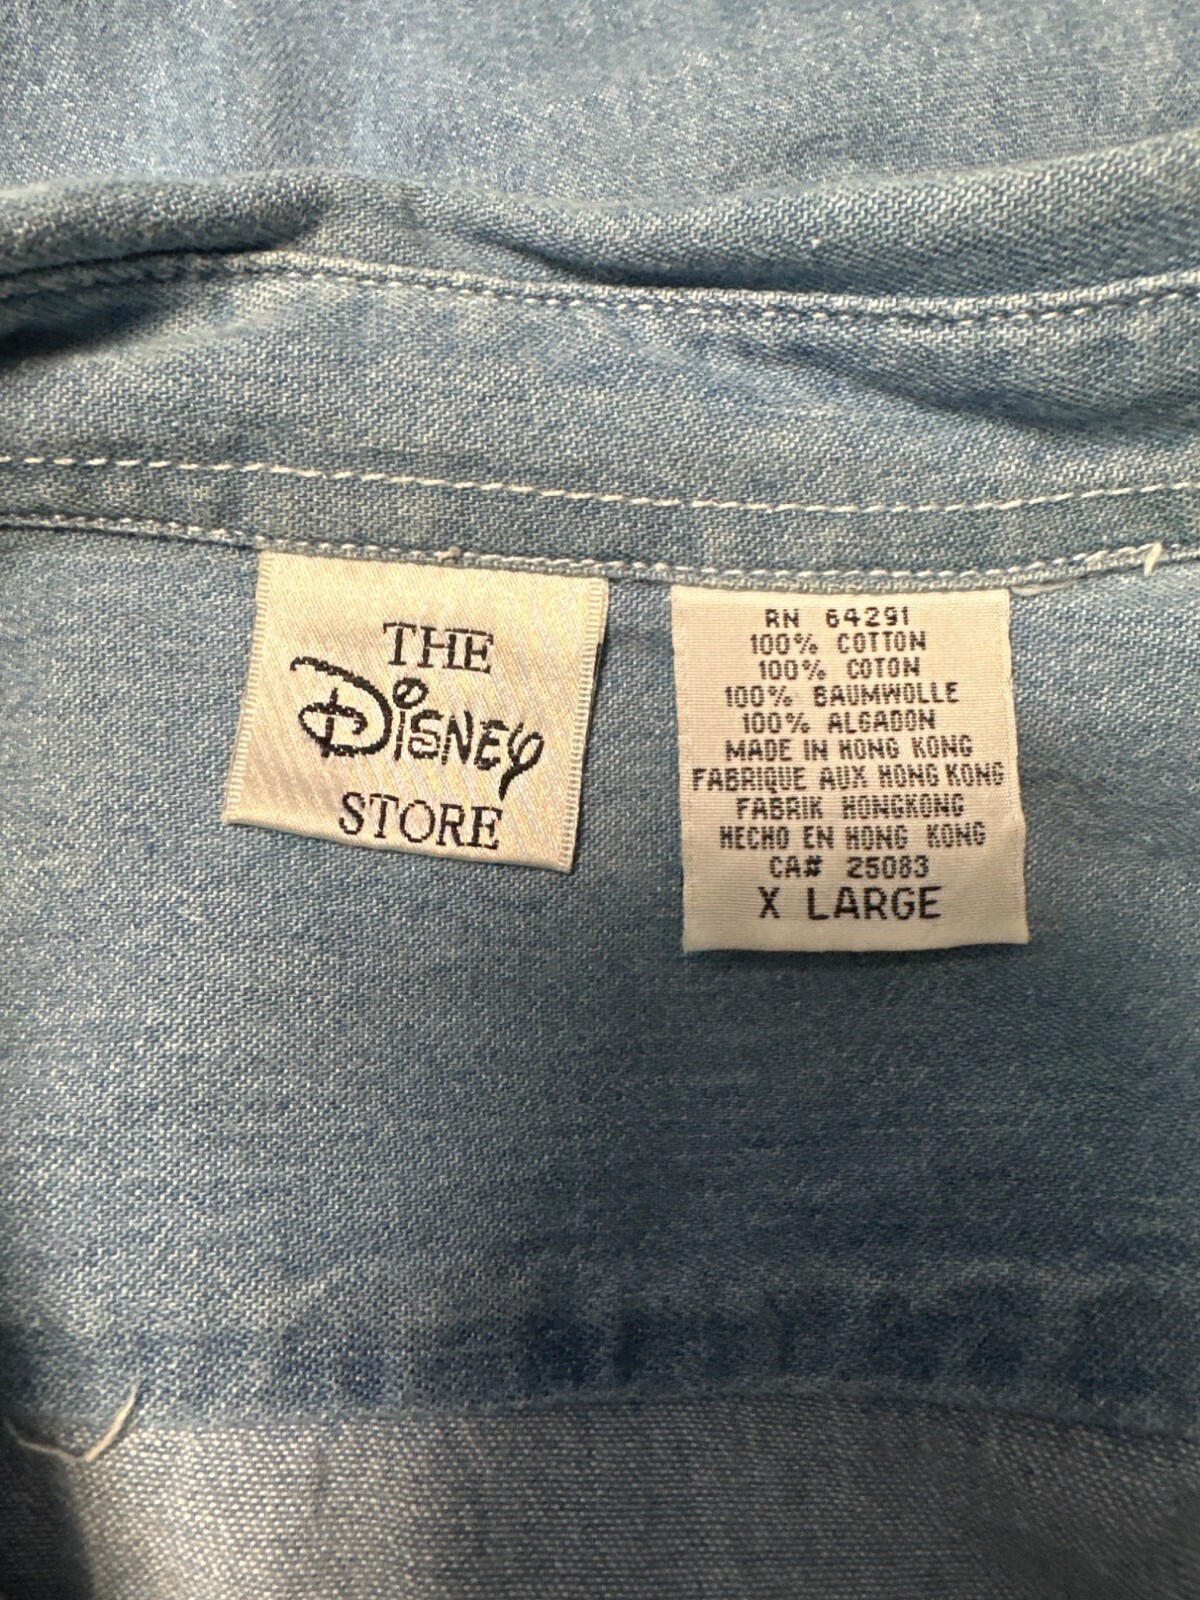 THE
Disney
STORE
RN 64291
100% COTTON
100% COTON
100% BAUMWOLLE
100% ALGADON
MADE IN HONG KONG
FABRIQUE AUX HONG KONG
FABRIK HONGKONG
HECHO EN HONG KONG
CA# 25083
X LARGE